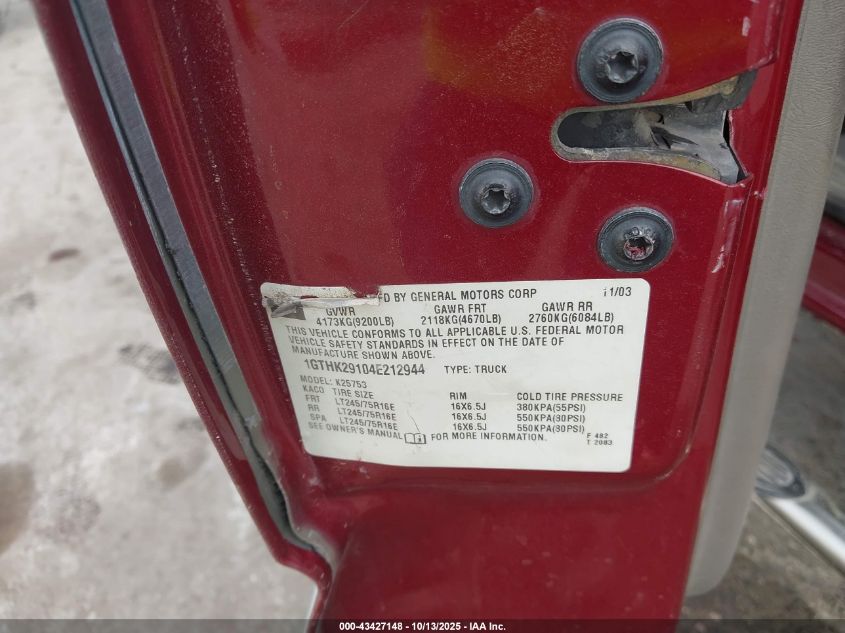 FD BY GENERAL MOTORS CORP 11/03
GVWR GAWR FRT GAWR RR
4173KG(9200LB) 2118KG(4670LB) 2760KG(6084LB)
THIS VEHICLE CONFORMS TO ALL APPLICABLE U.S. FEDERAL MOTOR
VEHICLE SAFETY STANDARDS IN EFFECT ON THE DATE OF
MANUFACTURE SHOWN ABOVE.
1GTHK29104E212944 TYPE: TRUCK
MODEL: K25753
KACO TIRE SIZE RIM COLD TIRE PRESSURE
FRT LT245/75R16E 16X6.5J 380KPA(55PSI)
RR LT245/75R16E 16X6.5J 550KPA(80PSI)
SPA LT245/75R16E 16X6.5J 550KPA(80PSI)
SEE OWNER'S MANUAL FOR MORE INFORMATION.
F 482
T 2083
000-43427148 - 10/13/2025 - IAA Inc.